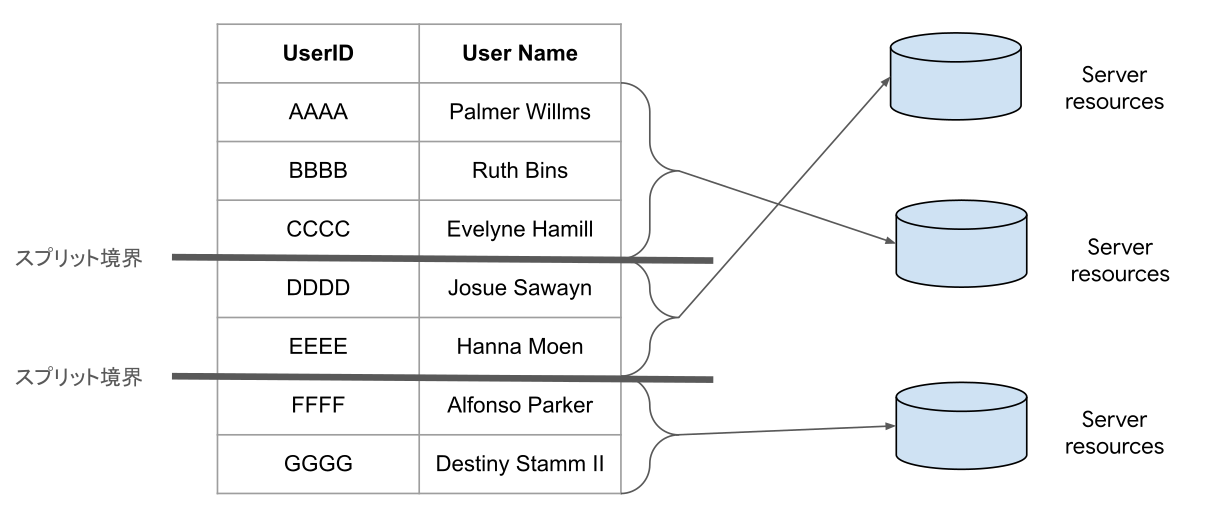 UserID User Name
AAAA Palmer Willms
BBBB Ruth Bins
CCCC Evelyne Hamill
スプリット境界
DDDD Josue Sawayn
EEEE Hanna Moen
スプリット境界
FFFF Alfonso Parker
GGGG Destiny Stamm II
Server
resources
Server
resources
Server
resources